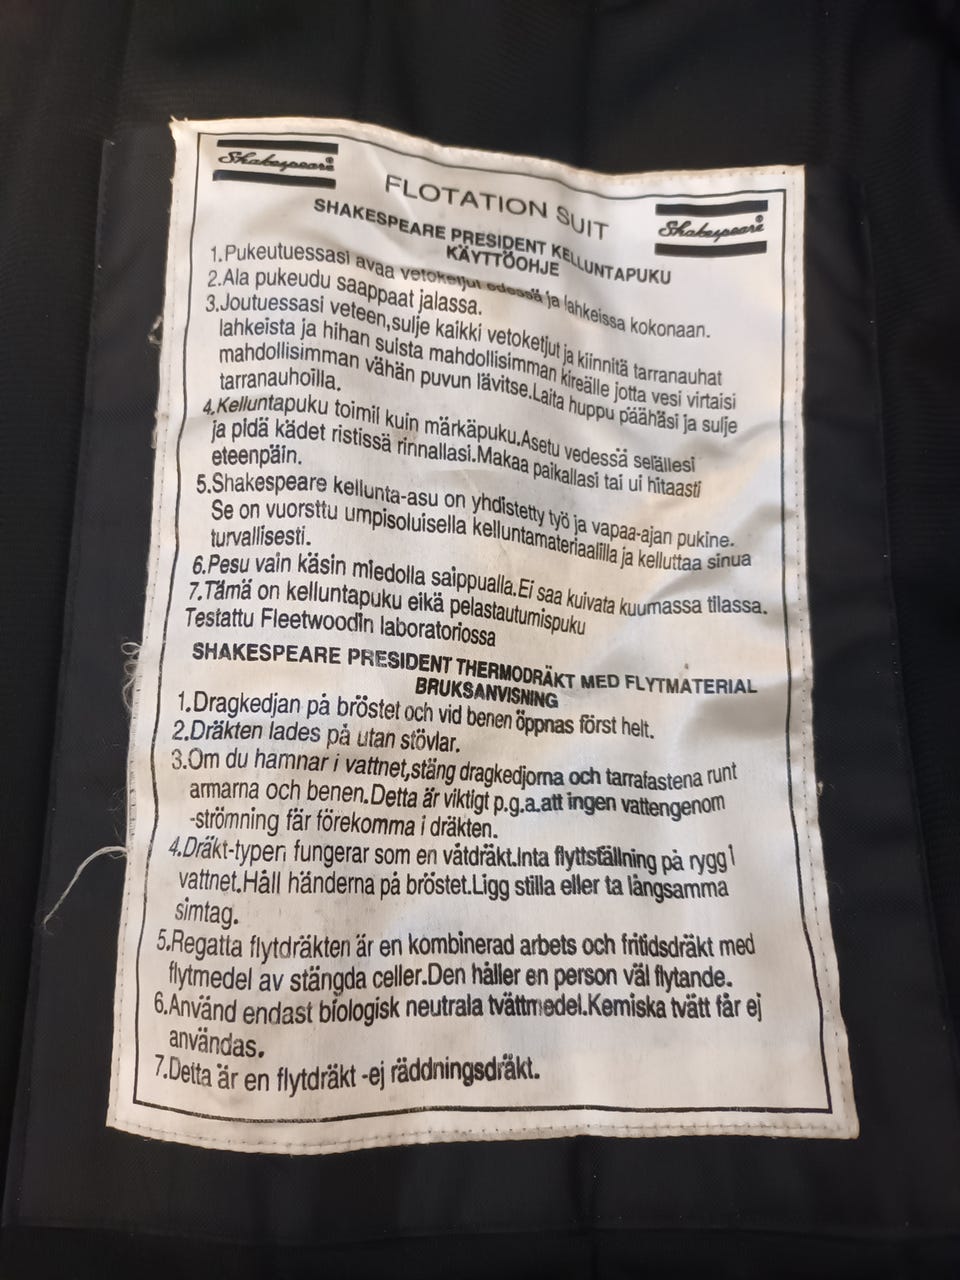 Shakespeare®
FLOTATION SUIT
Shakespeare®
SHAKESPEARE PRESIDENT KELLUNTAPUKU
KÄYTTÖOHJE
1.Pukeutuessasi avaa vetoketjut edessä ja lahkeissa kokonaan.
2.Ala pukeudu saappaat jalassa.
3.Joutuessasi veteen,sulje kaikki vetoketjut ja kiinnitä tarranauhat
lahkeista ja hihan suista mahdollisimman kireälle jotta vesi virtaisi
mahdollisimman vähän puvun lävitse.Laita huppu päähäsi ja sulje
tarranauhoilla.
4.Kelluntapuku toimil kuin märkäpuku.Asetu vedessä selällesi
ja pidä kädet ristissä rinnallasi.Makaa paikallasi tai ui hitaasti
eteenpäin.
5.Shakespeare kellunta-asu on yhdistetty työ ja vapaa-ajan pukine.
Se on vuorsttu umpisoluisella kelluntamateriaalilla ja kelluttaa sinua
turvallisesti.
6.Pesu vain käsin miedolla saippualla.Ei saa kuivata kuumassa tilassa.
7.Tämä on kelluntapuku eikä pelastautumispuku
Testattu Fleetwoodin laboratoriossa
SHAKESPEARE PRESIDENT THERMODRÄKT MED FLYTMATERIAL
BRUKSANVISNING
1.Dragkedjan på bröstet och vid benen öppnas först helt.
2.Dräkten lades på utan stövlar.
3.Om du hamnar i vattnet,stäng dragkedjorna och tarrafastena runt
armarna och benen.Detta är viktigt p.g.a.att ingen vattengenom
-strömning fär förekomma i dräkten.
4.Dräkt-typen fungerar som en våtdräkt.Inta flyttställning på rygg l
vattnet.Håll händerna på bröstet.Ligg stilla eller ta långsamma
simtag.
5.Regatta flytdräkten är en kombinerad arbets och fritidsdräkt med
flytmedel av stängda celler.Den håller en person väl flytande.
6.Använd endast biologisk neutrala tvättmedel.Kemiska tvätt får ej
användas.
7.Detta är en flytdräkt -ej räddningsdräkt.